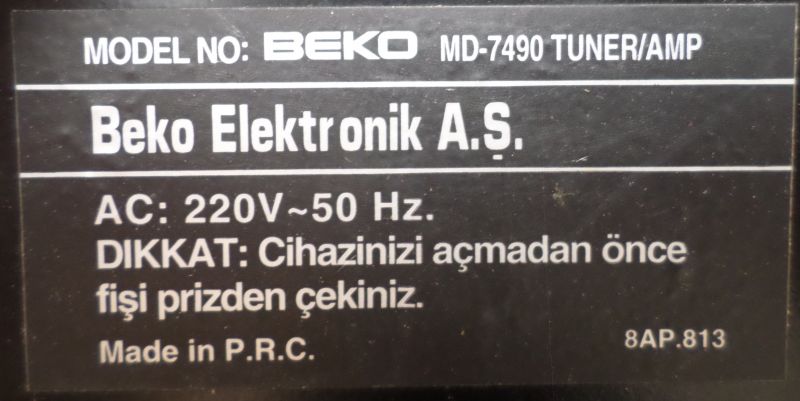 MODEL NO: BEKO MD-7490 TUNER/AMP
Beko Elektronik A.Ş.
AC: 220V~50 Hz.
DIKKAT: Cihazinizi açmadan önce
fişi prizden çekiniz.
Made in P.R.C.
8AP.813